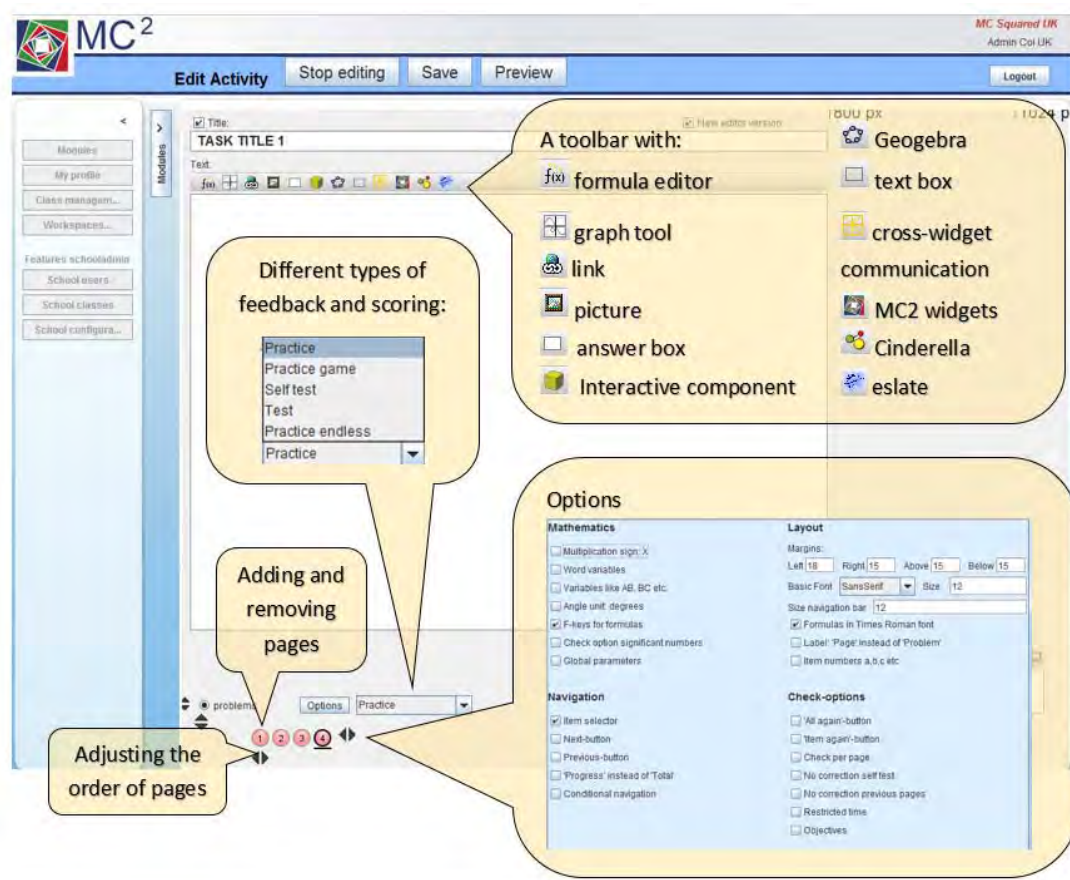 MC²
MC Squared UK
Admin Col UK
Edit Activity
Stop editing
Save
Preview
Logout
<
Modules
My profile
Class managem...
Workspaces...
Features schooladmin
School users
School classes
School configura...
>
Modules
Title:
New editor version
TASK TITLE 1
Text:
1800 px
1024 p
A toolbar with:
f(x) formula editor
graph tool
link
picture
answer box
Interactive component
Geogebra
text box
cross-widget
communication
MC2 widgets
Cinderella
eslate
Different types of
feedback and scoring:
Practice
Practice game
Self test
Test
Practice endless
Practice
Adding and
removing
pages
Adjusting the
order of pages
problems
Options
Practice
1 2 3 4
Options
Mathematics
Multiplication sign: X
Word variables
Variables like AB, BC etc.
Angle unit: degrees
F-keys for formulas
Check option significant numbers
Global parameters
Layout
Margins:
Left 18 Right 15 Above 15 Below 15
Basic Font SansSerif Size 12
Size navigation bar 12
Formulas in Times Roman font
Label: 'Page' instead of 'Problem'
Item numbers a,b,c etc
Navigation
Item selector
Next-button
Previous-button
'Progress' instead of 'Total'
Conditional navigation
Check-options
'All again'-button
'Item again'-button
Check per page
No correction self test
No correction previous pages
Restricted time
Objectives